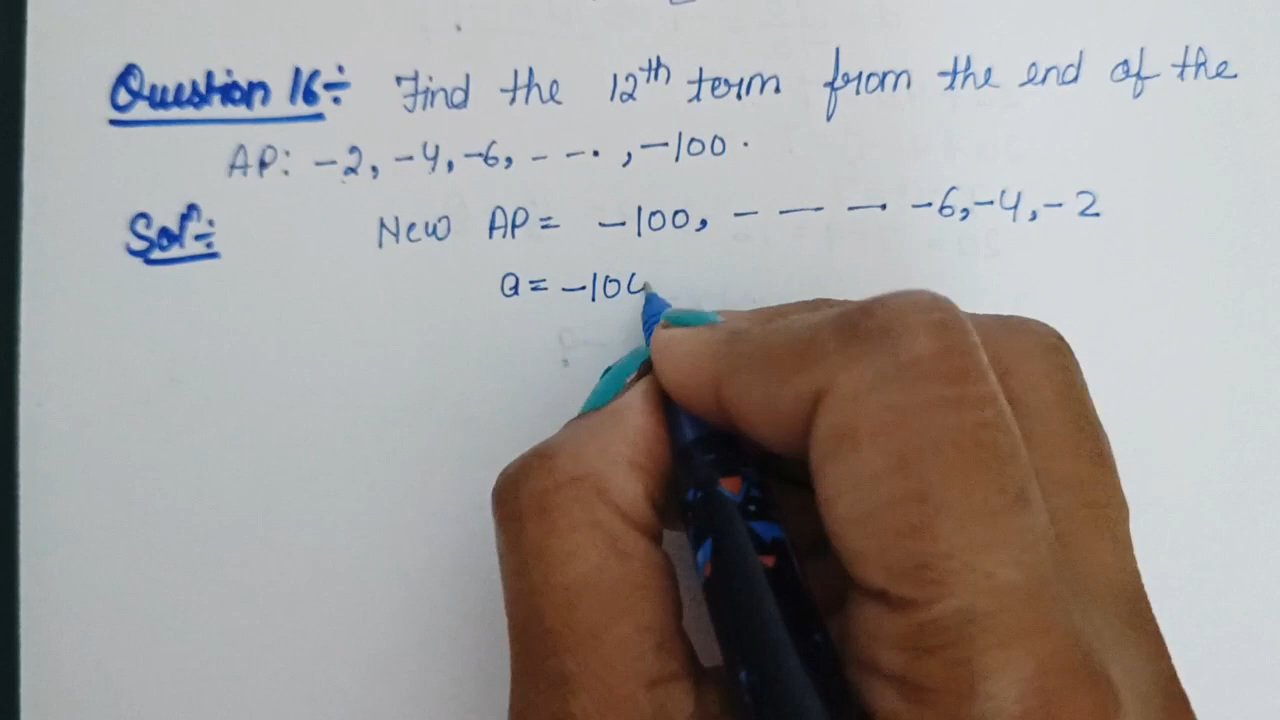 Question 16÷ Find the 12th term from the end of the
AP: -2, -4, -6, - - ·, -100.
Sol÷ New AP = -100, - — — -6, -4, -2
a = -100